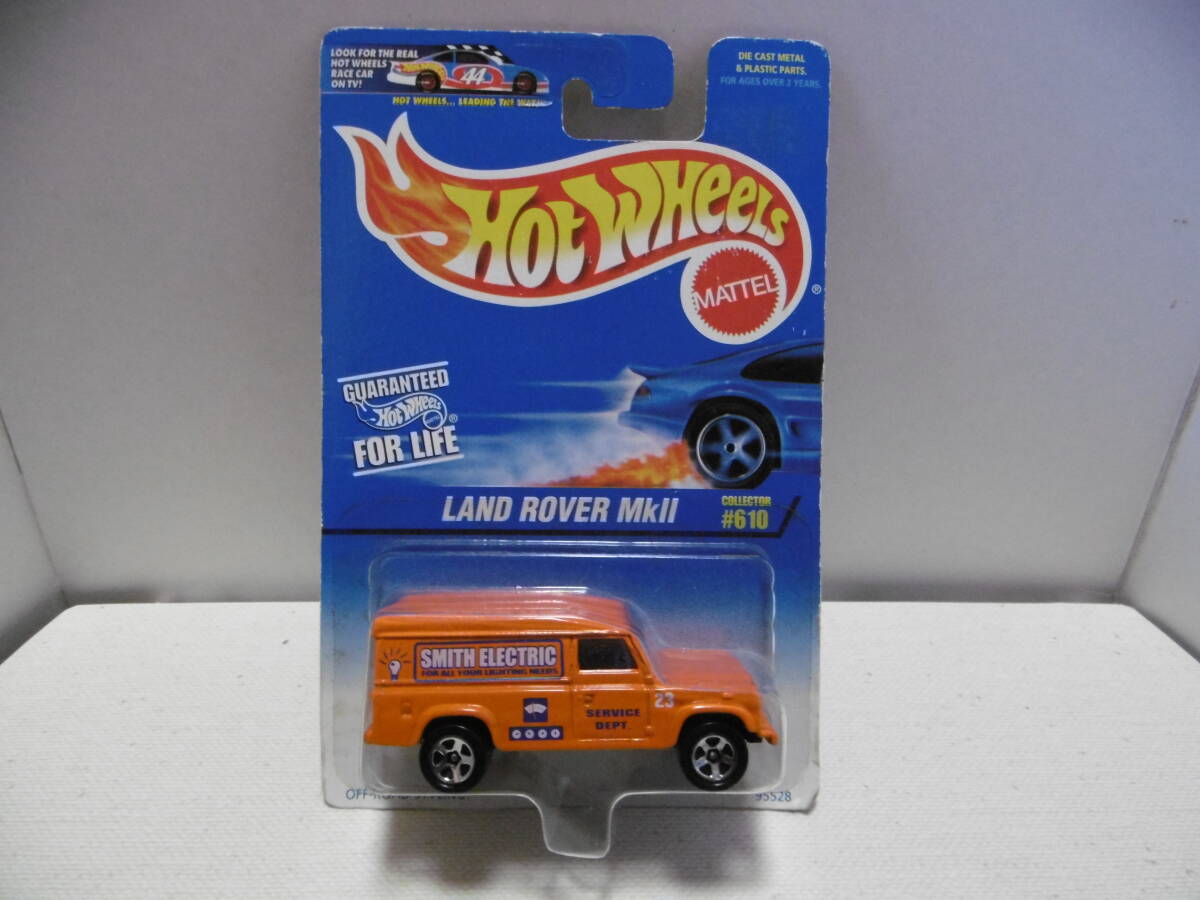 LOOK FOR THE REAL
HOT WHEELS
RACE CAR
ON TV!
44
HOT WHEELS... LEADING THE WAY!
DIE CAST METAL
& PLASTIC PARTS.
FOR AGES OVER 3 YEARS.
HOT WHEELS
MATTEL
®
GUARANTEED
HOT WHEELS
MATTEL
®
FOR LIFE
LAND ROVER MkII
COLLECTOR
#610
SMITH ELECTRIC
FOR ALL YOUR LIGHTING NEEDS.
SERVICE
DEPT.
23
95528